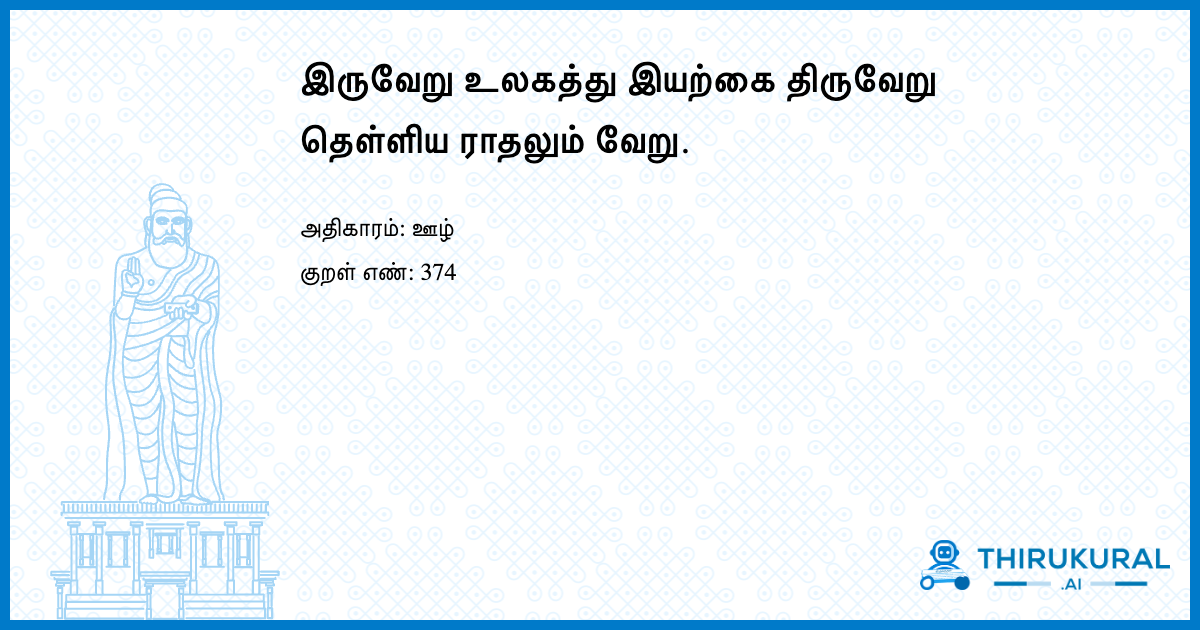 இருவேறு உலகத்து இயற்கை திருவேறு
தெள்ளிய ராதலும் வேறு.
அதிகாரம்: ஊழ்
குறள் எண்: 374
THIRUKURAL
.AI